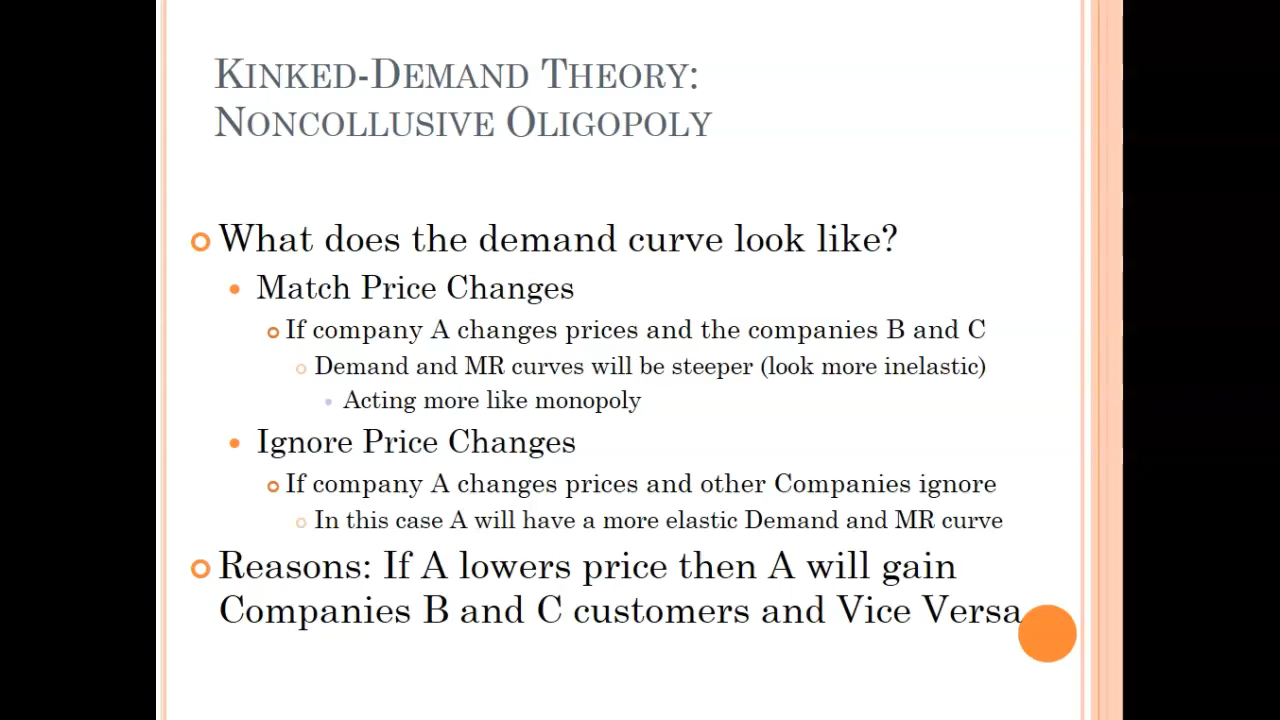 KINKED-DEMAND THEORY:
NONCOLLUSIVE OLIGOPOLY
What does the demand curve look like?
Match Price Changes
If company A changes prices and the companies B and C
Demand and MR curves will be steeper (look more inelastic)
Acting more like monopoly
Ignore Price Changes
If company A changes prices and other Companies ignore
In this case A will have a more elastic Demand and MR curve
Reasons: If A lowers price then A will gain
Companies B and C customers and Vice Versa